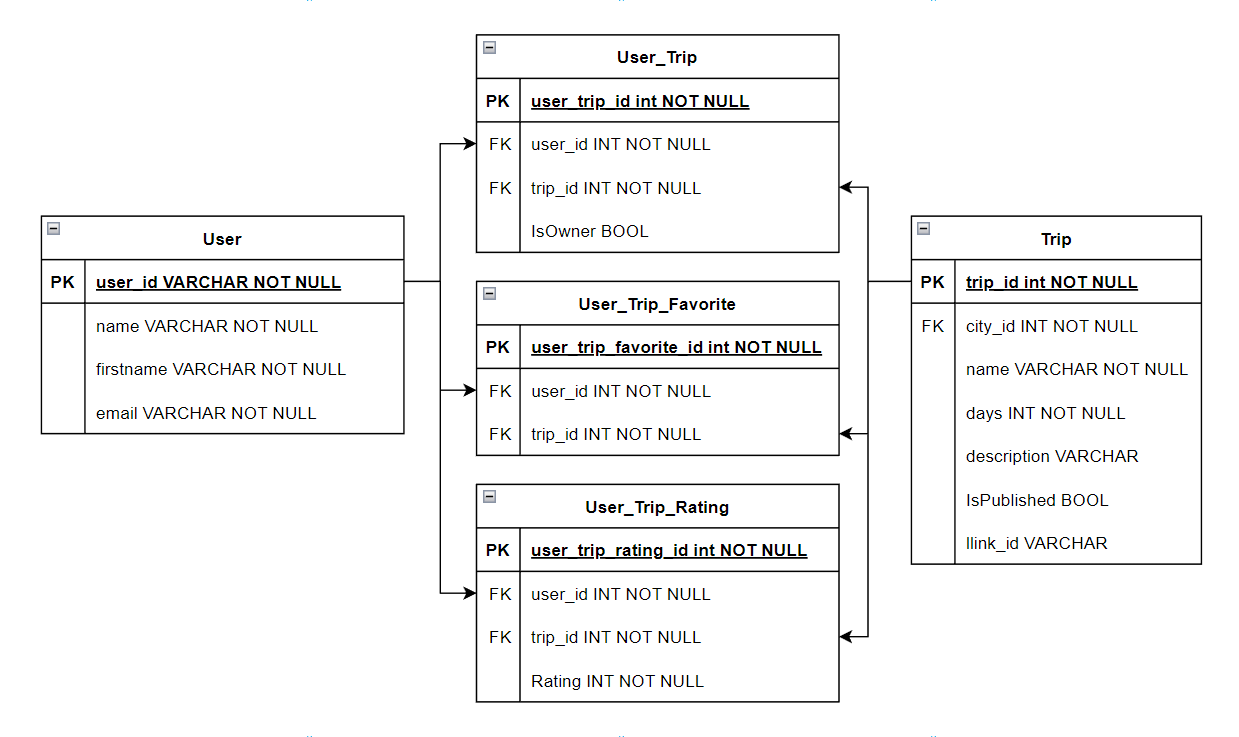 User_Trip
PK user_trip_id int NOT NULL
FK user_id INT NOT NULL
FK trip_id INT NOT NULL
IsOwner BOOL
User
PK user_id VARCHAR NOT NULL
name VARCHAR NOT NULL
firstname VARCHAR NOT NULL
email VARCHAR NOT NULL
User_Trip_Favorite
PK user_trip_favorite_id int NOT NULL
FK user_id INT NOT NULL
FK trip_id INT NOT NULL
User_Trip_Rating
PK user_trip_rating_id int NOT NULL
FK user_id INT NOT NULL
FK trip_id INT NOT NULL
Rating INT NOT NULL
Trip
PK trip_id int NOT NULL
FK city_id INT NOT NULL
name VARCHAR NOT NULL
days INT NOT NULL
description VARCHAR
IsPublished BOOL
llink_id VARCHAR